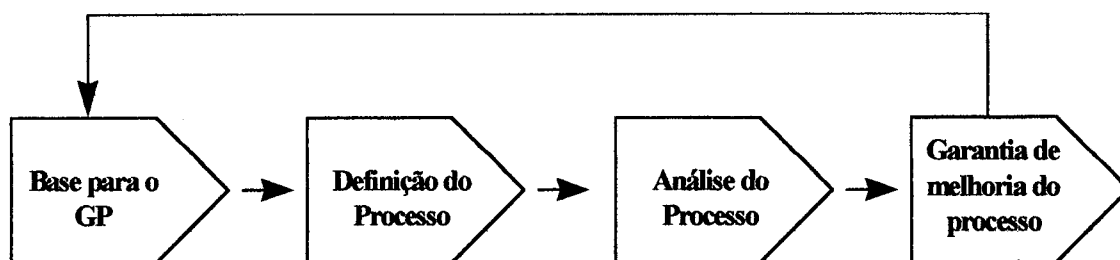 Base para o
GP
Definição do
Processo
Análise do
Processo
Garantia de
melhoria do
processo